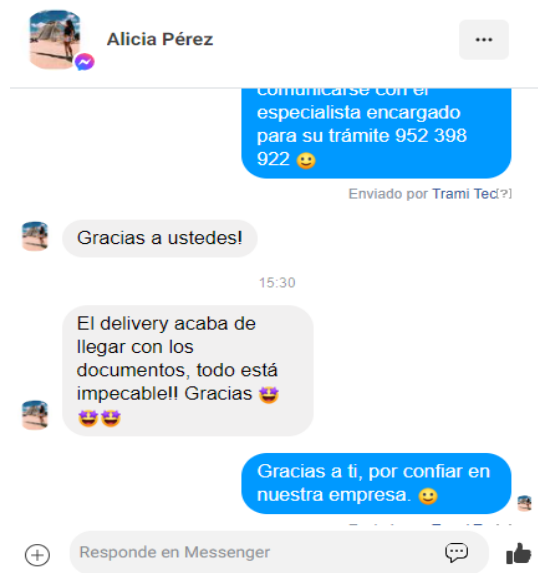 Alicia Pérez
comunicarse con el
especialista encargado
para su trámite 952 398
922 🙂
Enviado por Trami Tec[?]
Gracias a ustedes!
15:30
El delivery acaba de
llegar con los
documentos, todo está
impecable!! Gracias 🤩
🤩🤩
Gracias a ti, por confiar en
nuestra empresa. 🙂
Responde en Messenger